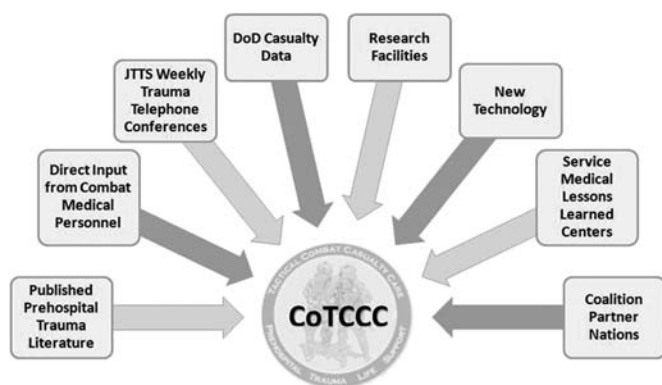 Published
Prehospital
Trauma
Literature
Direct Input
from Combat
Medical
Personnel
JTTS Weekly
Trauma
Telephone
Conferences
DoD Casualty
Data
Research
Facilities
New
Technology
Service
Medical
Lessons
Learned
Centers
Coalition
Partner
Nations
TACTICAL COMBAT CASUALTY CARE
CoTCCC
PREHOSPITAL TRAUMA LIFE SUPPORT